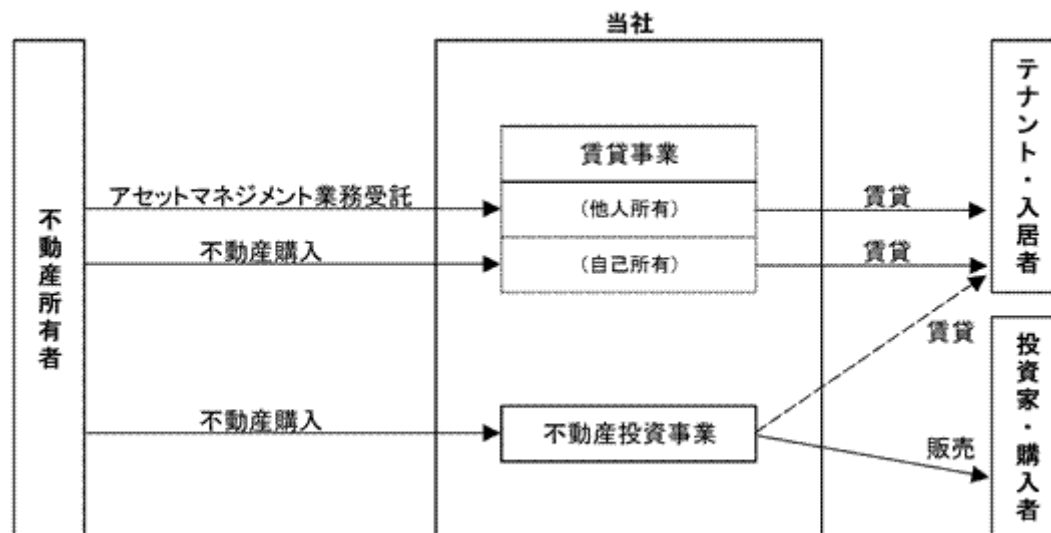 当社
不動産所有者
アセットマネジメント業務受託
不動産購入
不動産購入
賃貸事業
(他人所有)
(自己所有)
不動産投資事業
賃貸
賃貸
賃貸
販売
テナント・入居者
投資家・購入者